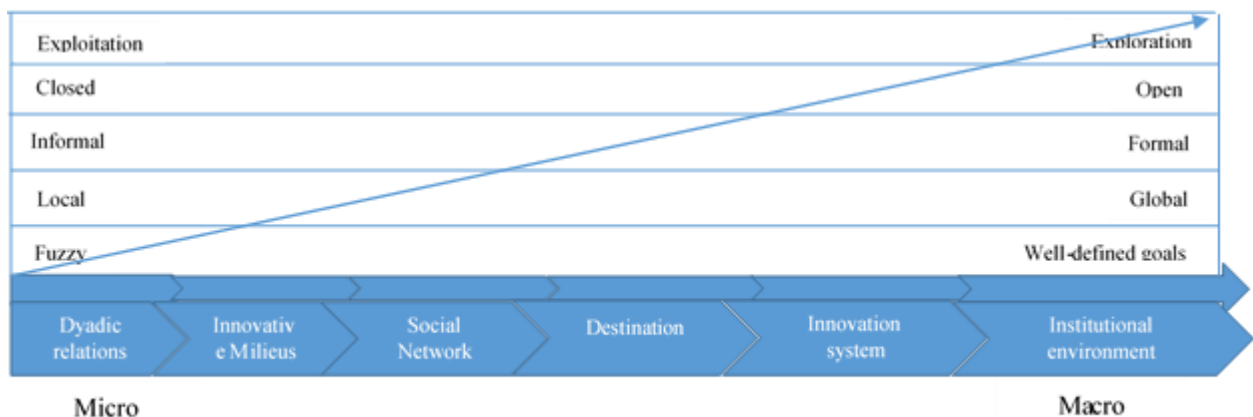 Exploitation Exploration
Closed Open
Informal Formal
Local Global
Fuzzy Well-defined goals
Dyadic
relations
Innovativ
e Milieus
Social
Network
Destination
Innovation
system
Institutional
environment
Micro Macro